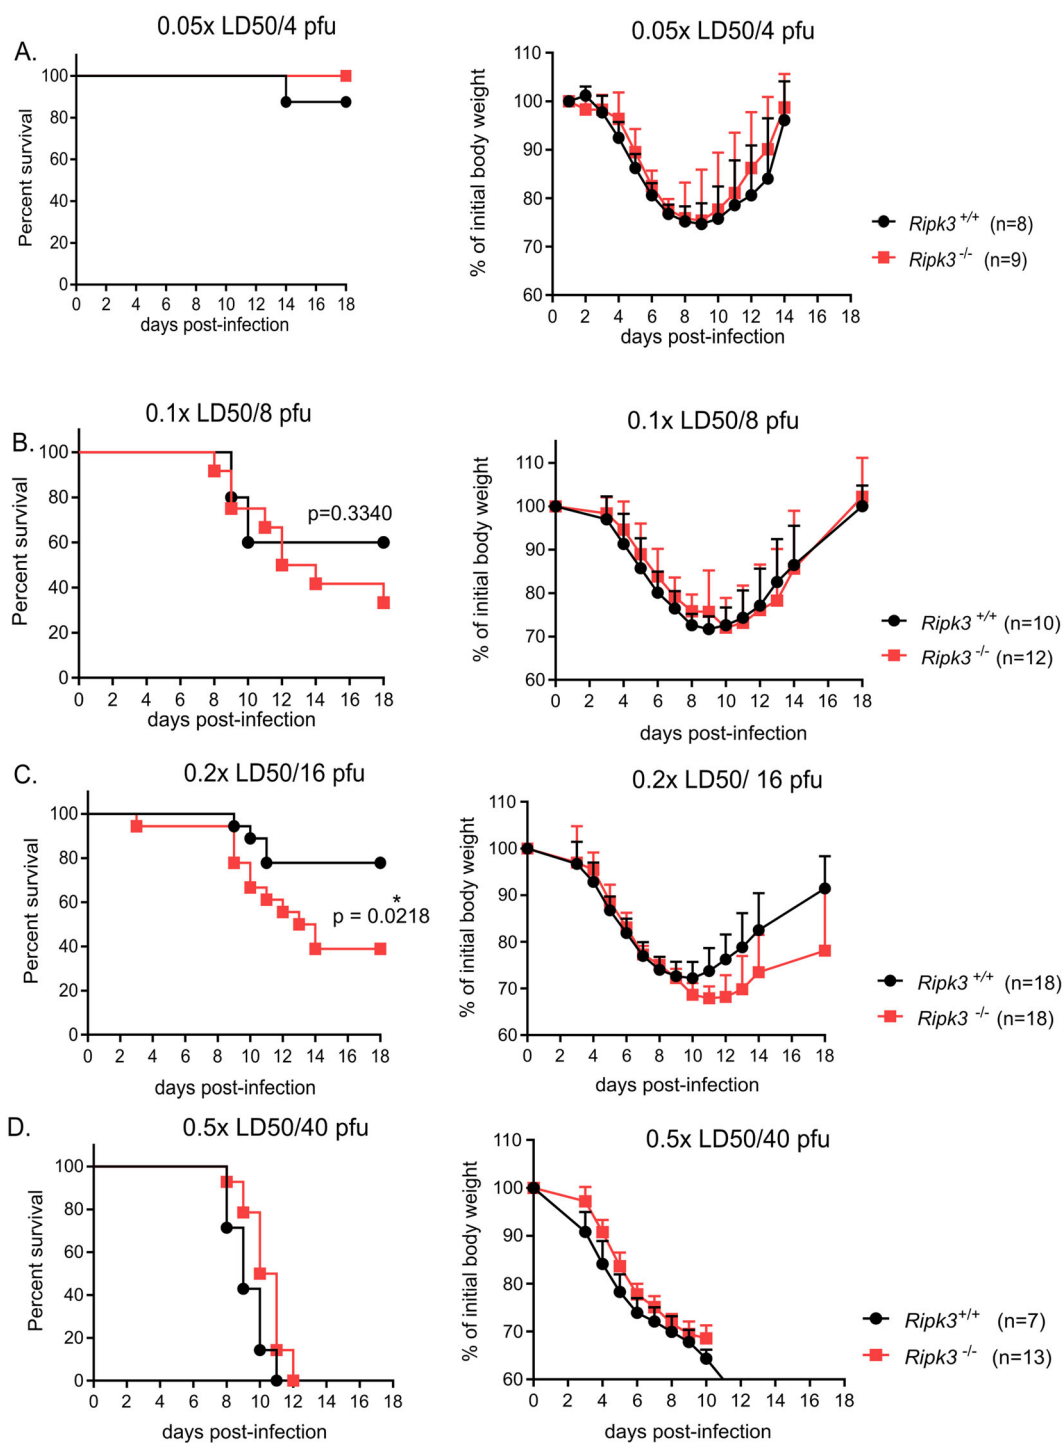 A.
0.05x LD50/4 pfu
Percent survival
100
80
60
40
20
0
0 2 4 6 8 10 12 14 16 18
days post-infection
0.05x LD50/4 pfu
% of initial body weight
110
100
90
80
70
60
0 2 4 6 8 10 12 14 16 18
days post-infection
Ripk3 +/+ (n=8)
Ripk3 -/- (n=9)
B.
0.1x LD50/8 pfu
Percent survival
100
80
60
40
20
0
p=0.3340
0 2 4 6 8 10 12 14 16 18
days post-infection
0.1x LD50/8 pfu
% of initial body weight
110
100
90
80
70
60
0 2 4 6 8 10 12 14 16 18
days post-infection
Ripk3 +/+ (n=10)
Ripk3 -/- (n=12)
C.
0.2x LD50/16 pfu
Percent survival
100
80
60
40
20
0
*
p = 0.0218
0 2 4 6 8 10 12 14 16 18
days post-infection
0.2x LD50/ 16 pfu
% of initial body weight
110
100
90
80
70
60
0 2 4 6 8 10 12 14 16 18
days post-infection
Ripk3 +/+ (n=18)
Ripk3 -/- (n=18)
D.
0.5x LD50/40 pfu
Percent survival
100
80
60
40
20
0
0 2 4 6 8 10 12 14 16 18
days post-infection
0.5x LD50/40 pfu
% of initial body weight
110
100
90
80
70
60
0 2 4 6 8 10 12 14 16 18
days post-infection
Ripk3+/+ (n=7)
Ripk3 -/- (n=13)